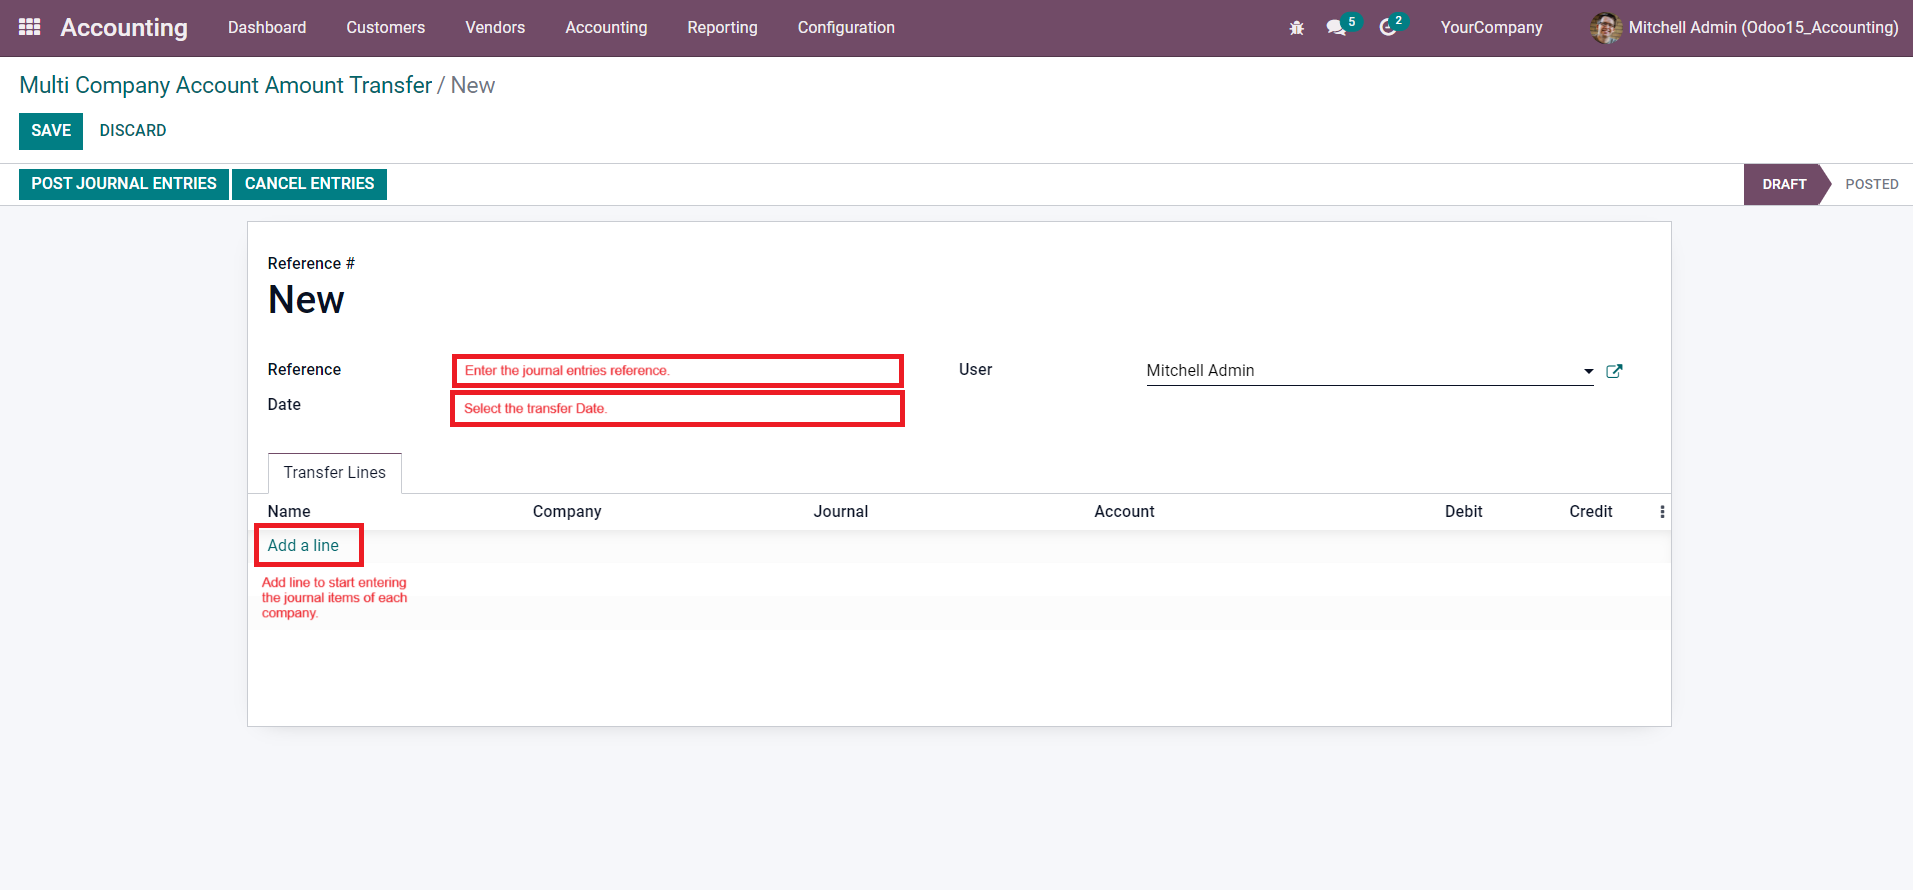 Accounting Dashboard Customers Vendors Accounting Reporting Configuration 5 2 YourCompany Mitchell Admin (Odoo15_Accounting)
Multi Company Account Amount Transfer / New
SAVE DISCARD
POST JOURNAL ENTRIES CANCEL ENTRIES DRAFT POSTED
Reference #
New
Reference Enter the journal entries reference. User Mitchell Admin
Date Select the transfer Date.
Transfer Lines
Name Company Journal Account Debit Credit
Add a line
Add line to start entering
the journal items of each
company.